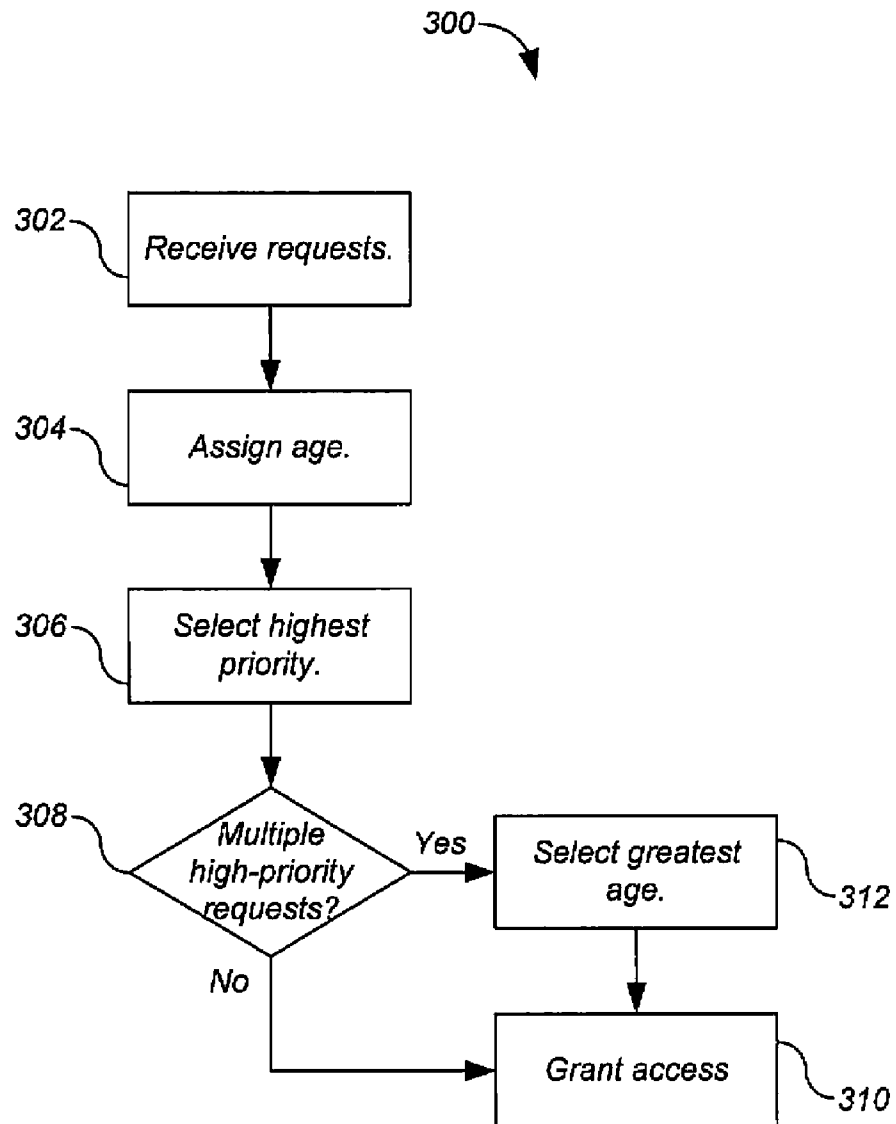 300
302
Receive requests.
304
Assign age.
306
Select highest
priority.
308
Multiple
high-priority
requests?
Yes
Select greatest
age.
312
No
Grant access
310